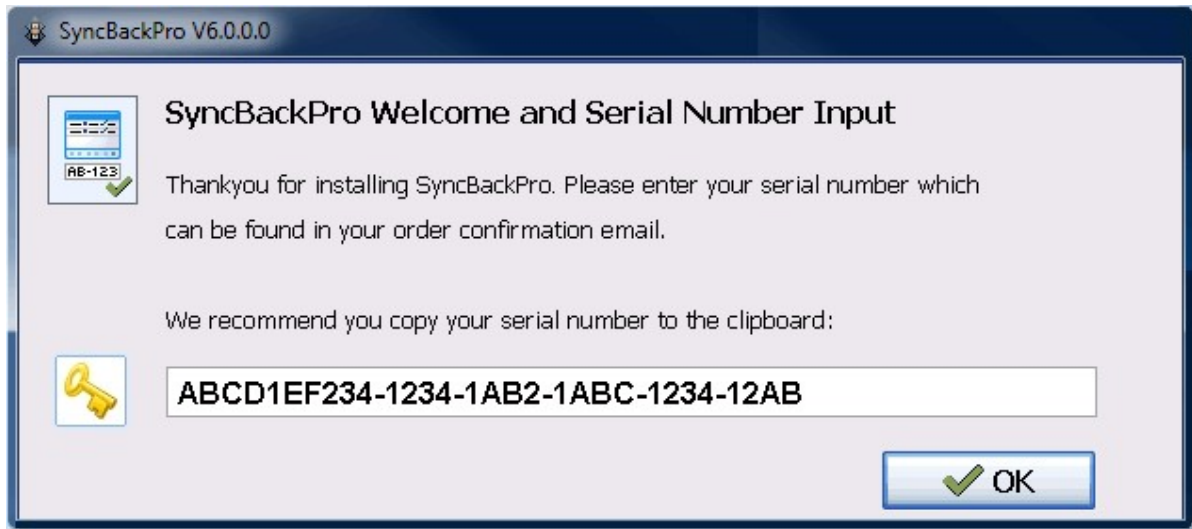 SyncBackPro V6.0.0.0
SyncBackPro Welcome and Serial Number Input
AB-123
Thankyou for installing SyncBackPro. Please enter your serial number which
can be found in your order confirmation email.
We recommend you copy your serial number to the clipboard:
ABCD1EF234-1234-1AB2-1ABC-1234-12AB
OK